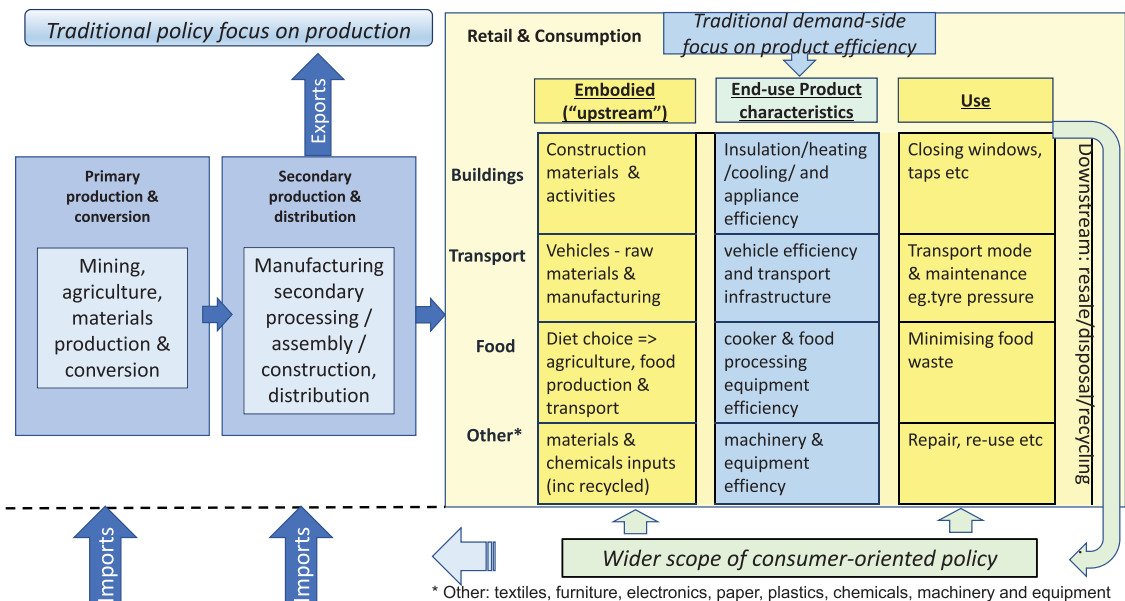 Traditional policy focus on production
Exports
Primary
production &
conversion
Mining,
agriculture,
materials
production &
conversion
Secondary
production &
distribution
Manufacturing
secondary
processing /
assembly /
construction,
distribution
Imports
Imports
Retail & Consumption
Traditional demand-side
focus on product efficiency
Embodied
(“upstream”)
End-use Product
characteristics
Use
Buildings
Construction
materials &
activities
Insulation/heating
/cooling/ and
appliance
efficiency
Closing windows,
taps etc
Transport
Vehicles - raw
materials &
manufacturing
vehicle efficiency
and transport
infrastructure
Transport mode
& maintenance
eg.tyre pressure
Food
Diet choice =>
agriculture, food
production &
transport
cooker & food
processing
equipment
efficiency
Minimising food
waste
Other*
materials &
chemicals inputs
(inc recycled)
machinery &
equipment
effiency
Repair, re-use etc
Downstream: resale/disposal/recycling
Wider scope of consumer-oriented policy
* Other: textiles, furniture, electronics, paper, plastics, chemicals, machinery and equipment